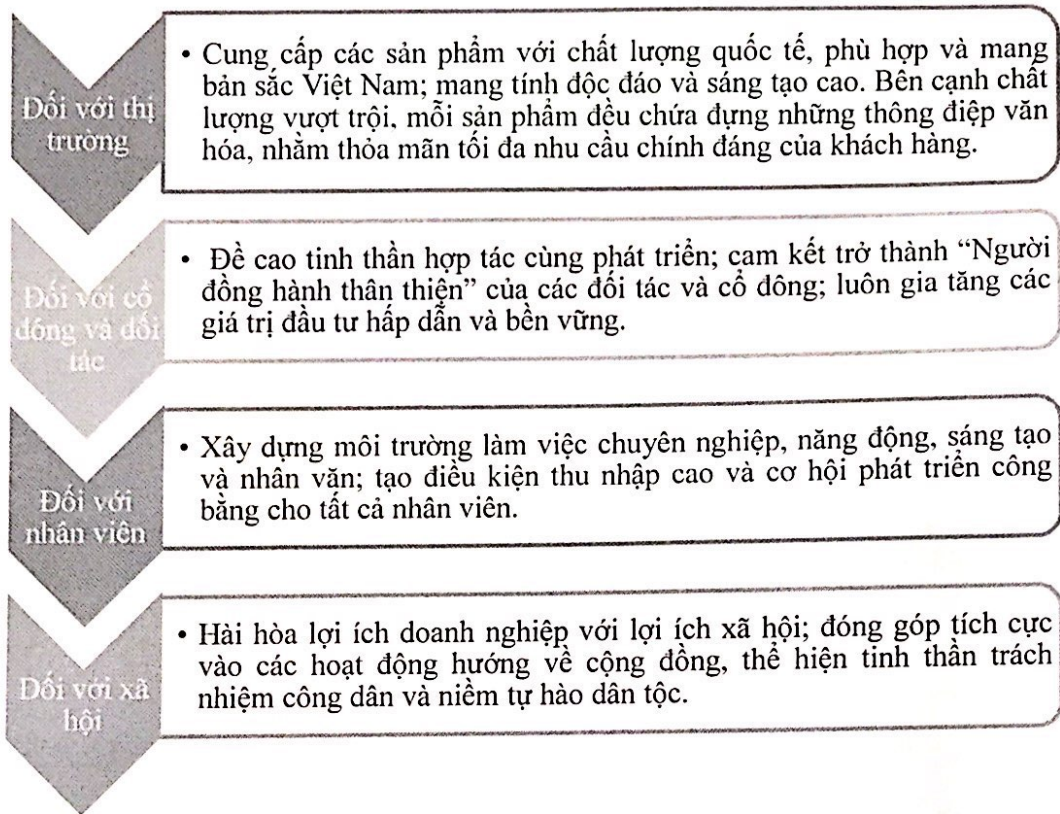 Đối với thị
trường
• Cung cấp các sản phẩm với chất lượng quốc tế, phù hợp và mang
bản sắc Việt Nam; mang tính độc đáo và sáng tạo cao. Bên cạnh chất
lượng vượt trội, mỗi sản phẩm đều chứa đựng những thông điệp văn
hóa, nhằm thỏa mãn tối đa nhu cầu chính đáng của khách hàng.
Đối với cổ
đông và đối
tác
• Đề cao tinh thần hợp tác cùng phát triển; cam kết trở thành “Người
đồng hành thân thiện” của các đối tác và cổ đông; luôn gia tăng các
giá trị đầu tư hấp dẫn và bền vững.
Đối với
nhân viên
• Xây dựng môi trường làm việc chuyên nghiệp, năng động, sáng tạo
và nhân văn; tạo điều kiện thu nhập cao và cơ hội phát triển công
bằng cho tất cả nhân viên.
Đối với xã
hội
• Hài hòa lợi ích doanh nghiệp với lợi ích xã hội; đóng góp tích cực
vào các hoạt động hướng về cộng đồng, thể hiện tinh thần trách
nhiệm công dân và niềm tự hào dân tộc.